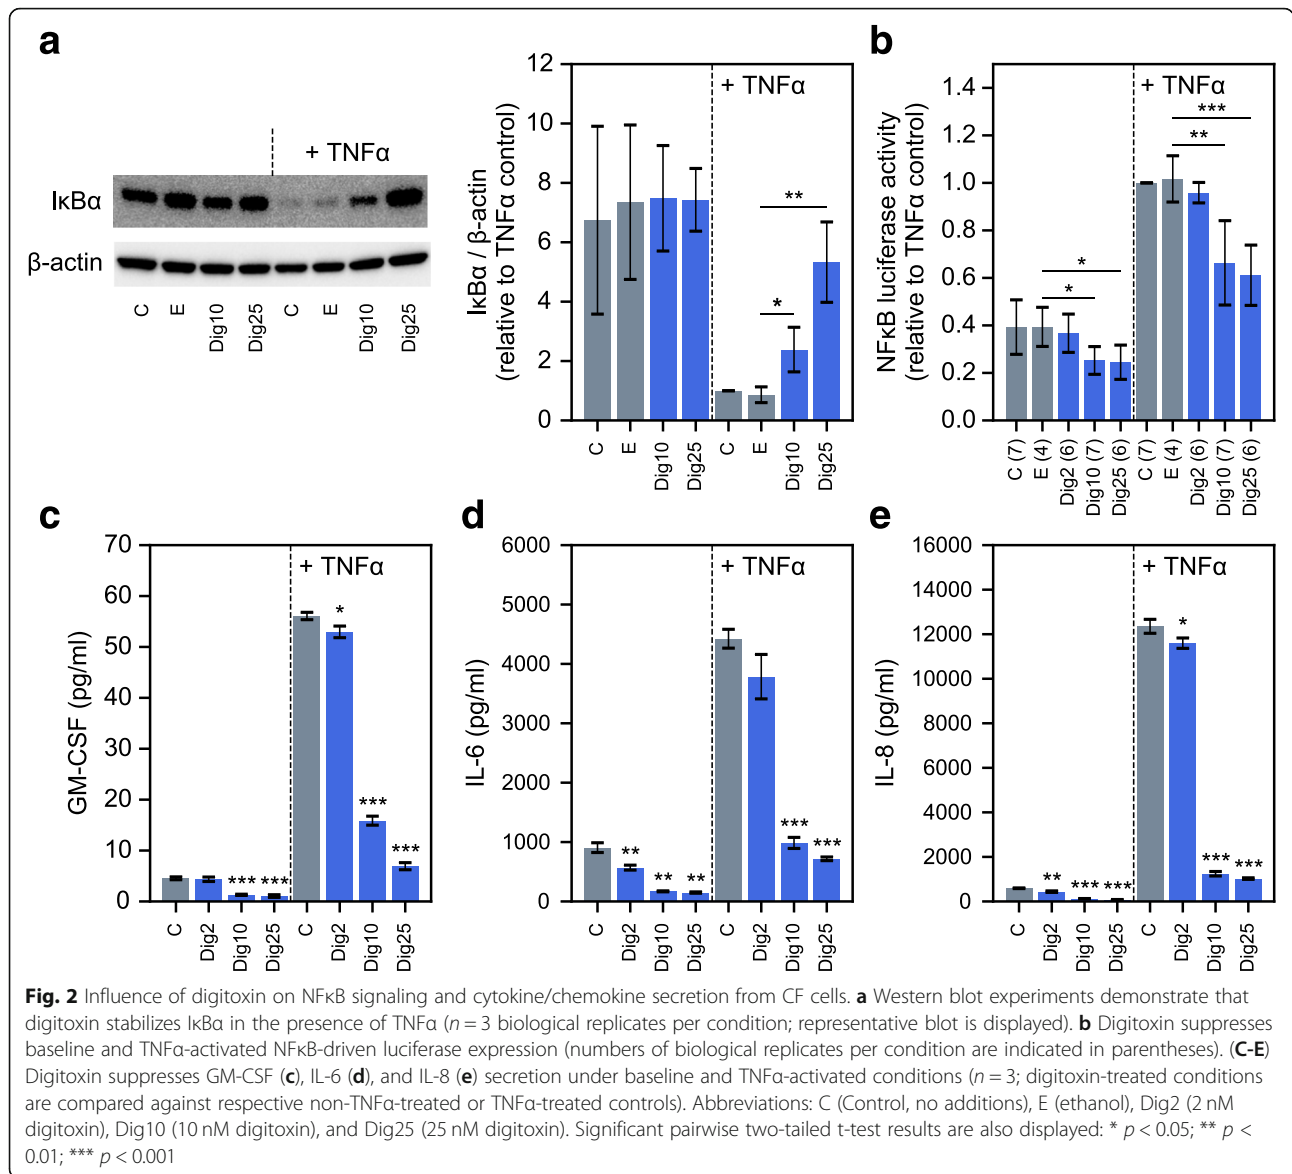 a
+ TNFα
IκBα
β-actin
C
E
Dig10
Dig25
C
E
Dig10
Dig25
IκBα / β-actin
(relative to TNFα control)
12
10
8
6
4
2
0
+ TNFα
**
*
C
E
Dig10
Dig25
C
E
Dig10
Dig25
b
NFκB luciferase activity
(relative to TNFα control)
1.4
1.2
1.0
0.8
0.6
0.4
0.2
0.0
+ TNFα
***
**
*
*
C (7)
E (4)
Dig2 (6)
Dig10 (7)
Dig25 (6)
C (7)
E (4)
Dig2 (6)
Dig10 (7)
Dig25 (6)
c
GM-CSF (pg/ml)
70
60
50
40
30
20
10
0
+ TNFα
*
***
***
*** ***
C
Dig2
Dig10
Dig25
C
Dig2
Dig10
Dig25
d
IL-6 (pg/ml)
6000
5000
4000
3000
2000
1000
0
+ TNFα
***
***
**
** **
C
Dig2
Dig10
Dig25
C
Dig2
Dig10
Dig25
e
IL-8 (pg/ml)
16000
14000
12000
10000
8000
6000
4000
2000
0
+ TNFα
*
***
***
**
*** ***
C
Dig2
Dig10
Dig25
C
Dig2
Dig10
Dig25
Fig. 2 Influence of digitoxin on NFκB signaling and cytokine/chemokine secretion from CF cells. a Western blot experiments demonstrate that
digitoxin stabilizes IκBα in the presence of TNFα (n = 3 biological replicates per condition; representative blot is displayed). b Digitoxin suppresses
baseline and TNFα-activated NFκB-driven luciferase expression (numbers of biological replicates per condition are indicated in parentheses). (C-E)
Digitoxin suppresses GM-CSF (c), IL-6 (d), and IL-8 (e) secretion under baseline and TNFα-activated conditions (n = 3; digitoxin-treated conditions
are compared against respective non-TNFα-treated or TNFα-treated controls). Abbreviations: C (Control, no additions), E (ethanol), Dig2 (2 nM
digitoxin), Dig10 (10 nM digitoxin), and Dig25 (25 nM digitoxin). Significant pairwise two-tailed t-test results are also displayed: * p < 0.05; ** p <
0.01; *** p < 0.001